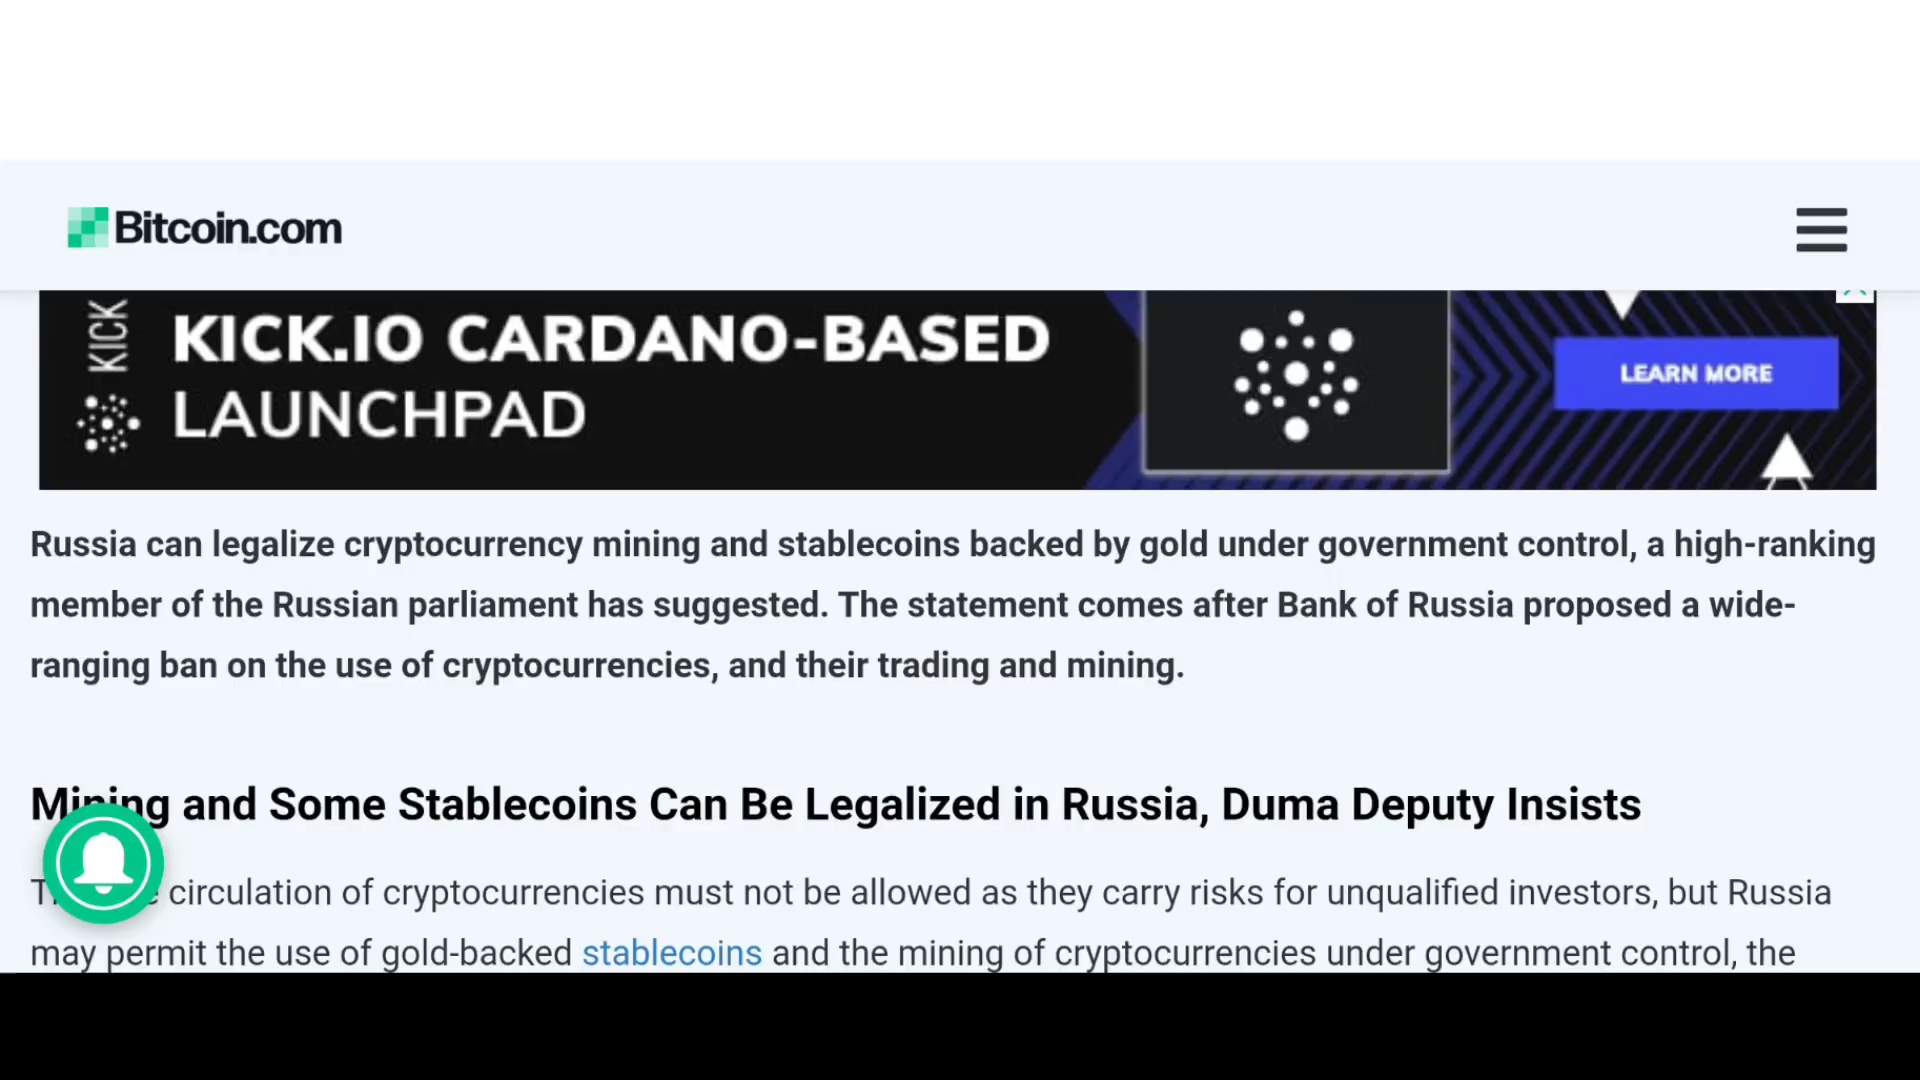 Bitcoin.com
KICK
KICK.IO CARDANO-BASED
LAUNCHPAD
LEARN MORE
Russia can legalize cryptocurrency mining and stablecoins backed by gold under government control, a high-ranking
member of the Russian parliament has suggested. The statement comes after Bank of Russia proposed a wide-
ranging ban on the use of cryptocurrencies, and their trading and mining.
Mining and Some Stablecoins Can Be Legalized in Russia, Duma Deputy Insists
circulation of cryptocurrencies must not be allowed as they carry risks for unqualified investors, but Russia
may permit the use of gold-backed stablecoins and the mining of cryptocurrencies under government control, the